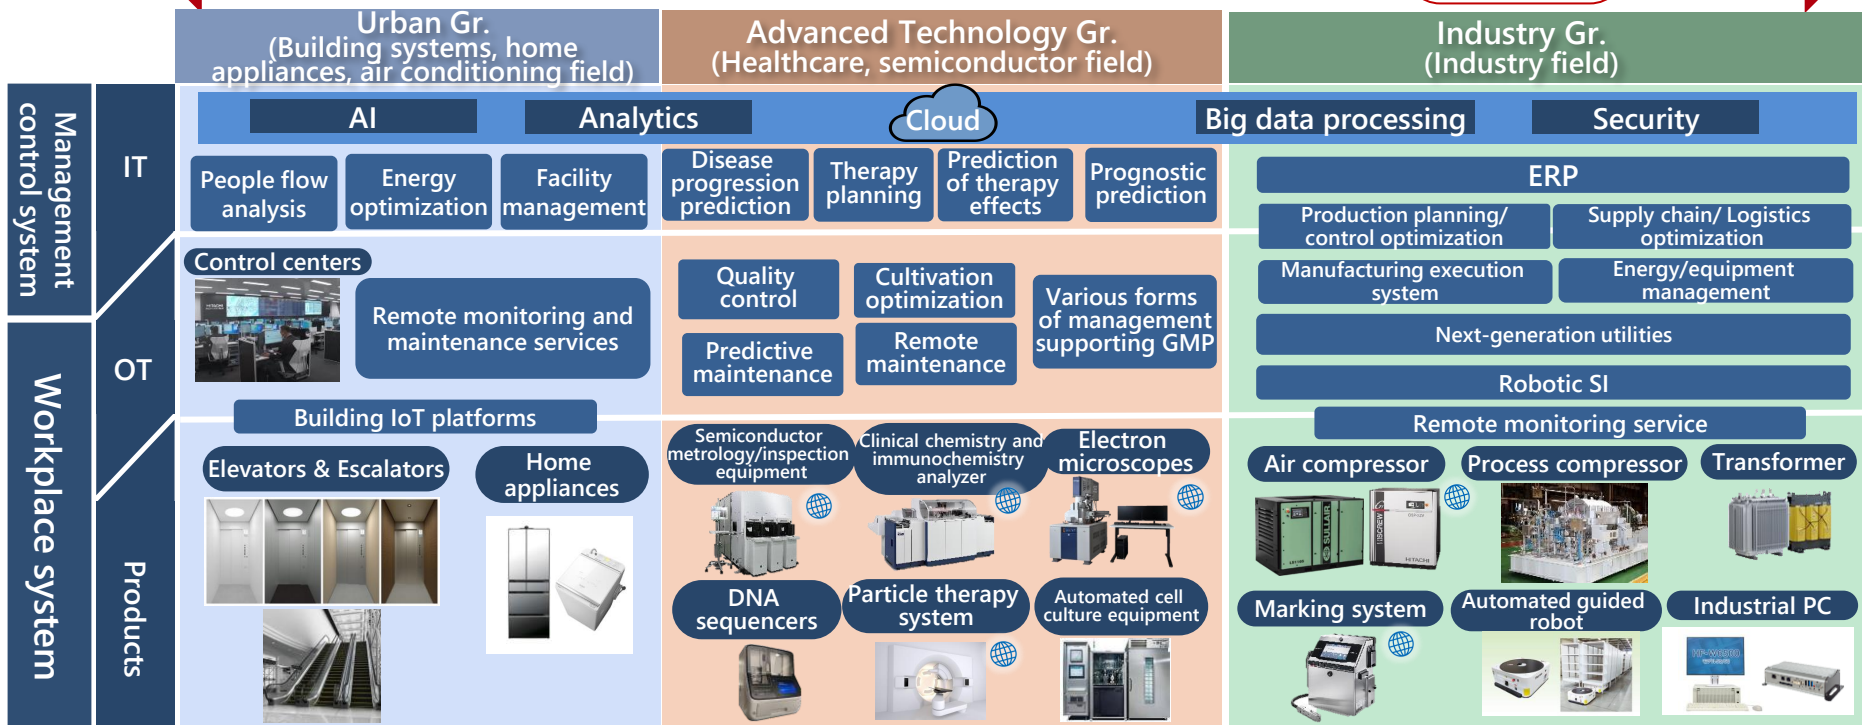 Urban Gr.
(Building systems, home
appliances, air conditioning field)
Advanced Technology Gr.
(Healthcare, semiconductor field)
Industry Gr.
(Industry field)
Management
control system
IT
AI
Analytics
Cloud
Big data processing
Security
People flow
analysis
Energy
optimization
Facility
management
Disease
progression
prediction
Therapy
planning
Prediction
of therapy
effects
Prognostic
prediction
ERP
Production planning/
control optimization
Supply chain/ Logistics
optimization
Workplace system
OT
Control centers
HITACHI
Remote monitoring and
maintenance services
Quality
control
Cultivation
optimization
Various forms
of management
supporting GMP
Predictive
maintenance
Remote
maintenance
Manufacturing execution
system
Energy/equipment
management
Next-generation utilities
Robotic SI
Building IoT platforms
Remote monitoring service
Products
Elevators & Escalators
Home
appliances
Semiconductor
metrology/inspection
equipment
Clinical chemistry and
immunochemistry
analyzer
Electron
microscopes
Air compressor
Process compressor
Transformer
SULLAIR
HISCREW
HITACHI
DNA
sequencers
Particle therapy
system
Automated cell
culture equipment
Marking system
Automated guided
robot
Industrial PC